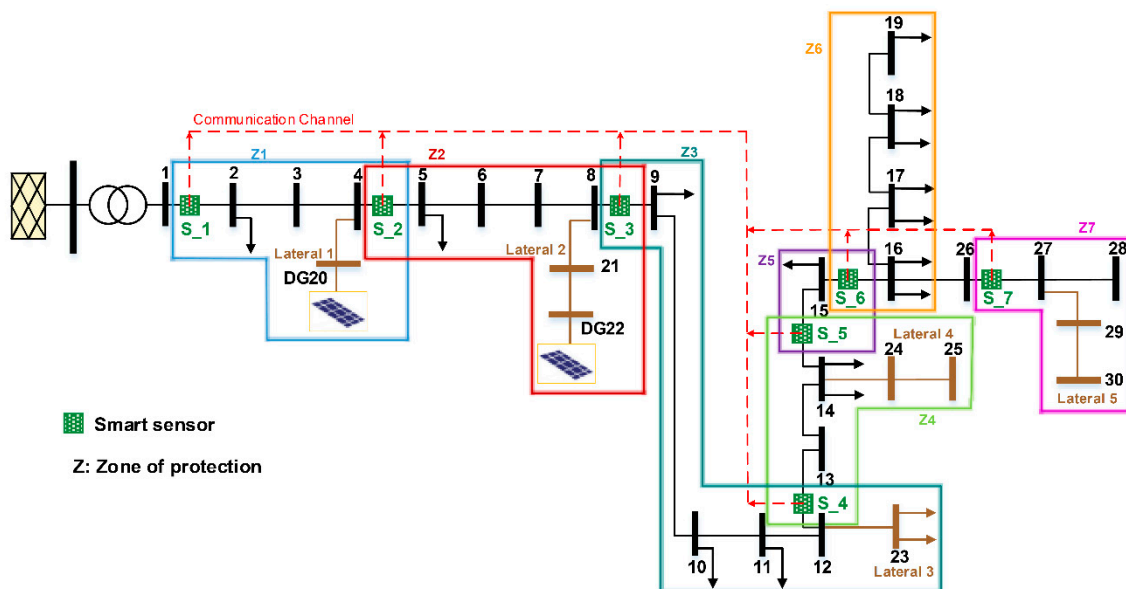 19
Z6
18
Communication Channel
Z1
Z2
Z3
17
1
2
3
4
5
6
7
8
9
Z7
S_1
S_2
S_3
16
26
27
28
Z5
Lateral 1
Lateral 2
DG20
21
S_6
S_7
15
S_5
Lateral 4
24
25
29
DG22
14
30
Lateral 5
Z4
Smart sensor
Z: Zone of protection
13
S_4
10
11
12
23
Lateral 3